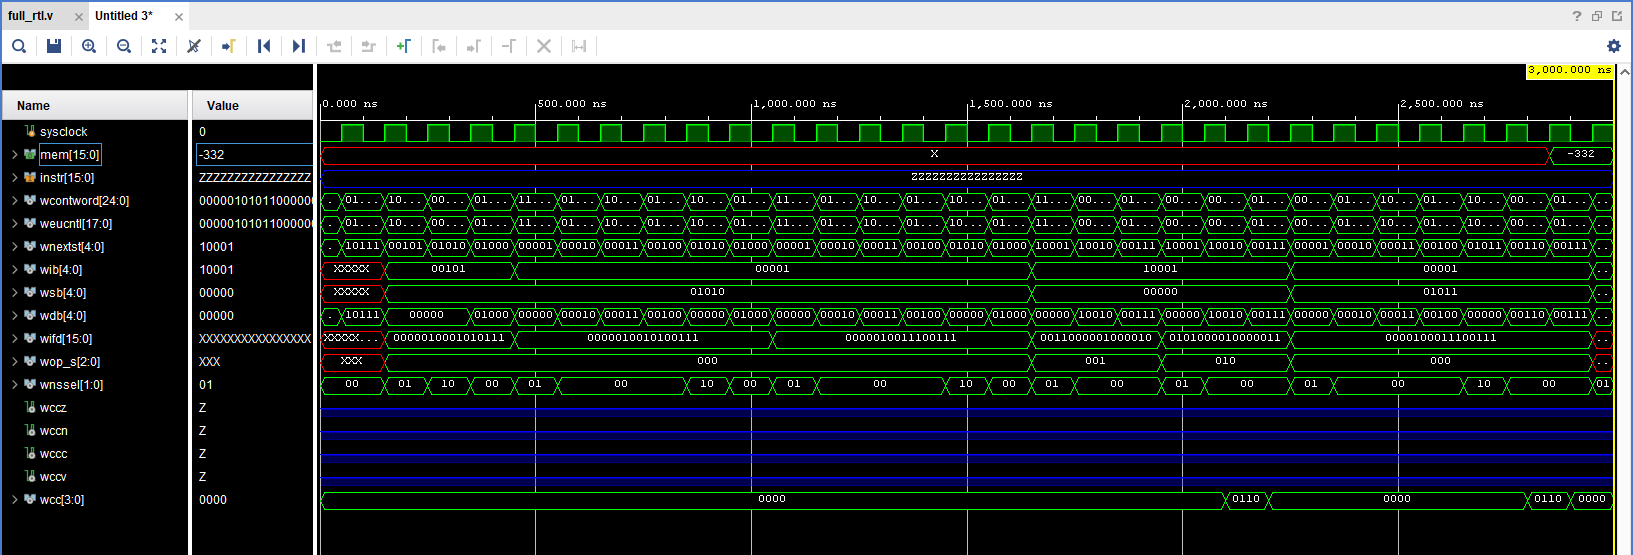 full_rtl.v × Untitled 3* × ?
3,000.000 ns
Name Value 0.000 ns 500.000 ns 1,000.000 ns 1,500.000 ns 2,000.000 ns 2,500.000 ns
sysclock 0
mem[15:0] -332 X -332
instr[15:0] ZZZZZZZZZZZZZZZZ ZZZZZZZZZZZZZZZZ
wcontword[24:0] 00000101011000000 01... 10... 00... 01... 11... 01... 10... 01... 10... 01... 11... 01... 10... 01... 10... 01... 11... 00... 01... 00... 01... 00... 01... 10... 01... 10... 00... 01... ..
weucntl[17:0] 00000101011000000 01... 10... 00... 01... 11... 01... 10... 01... 10... 01... 11... 01... 10... 01... 10... 01... 11... 00... 01... 00... 01... 00... 01... 10... 01... 10... 00... 01... ..
wnextst[4:0] 10001 .. 10111 00101 01010 01000 00001 00010 00011 00100 01010 01000 00001 00010 00011 00100 01010 01000 10001 10010 00111 10001 10010 00111 00001 00010 00011 00100 01011 00110 00111 ..
wib[4:0] 10001 XXXXX 00101 00001 10001 00001 ..
wsb[4:0] 00000 XXXXX 01010 00000 01011 ..
wdb[4:0] 00000 . 10111 00000 01000 00001 00010 00011 00100 00000 01000 00001 00010 00011 00100 00000 01000 00000 10010 00111 00000 10010 00111 00000 00010 00011 00100 00000 00110 00111 ..
wifd[15:0] XXXXXXXXXXXXXXXX XXXXX... 0000010001010111 0000010010100111 0000010011100111 0011000001000010 0101000010000011 0000100011100111 ..
wop_s[2:0] XXX XXX 000 001 010 000 ..
wnssel[1:0] 01 00 01 10 00 01 00 10 00 01 00 10 00 01 00 01 00 01 00 10 00 01
wccz Z
wccn Z
wccc Z
wccv Z
wcc[3:0] 0000 0000 0110 0000 0110 0000